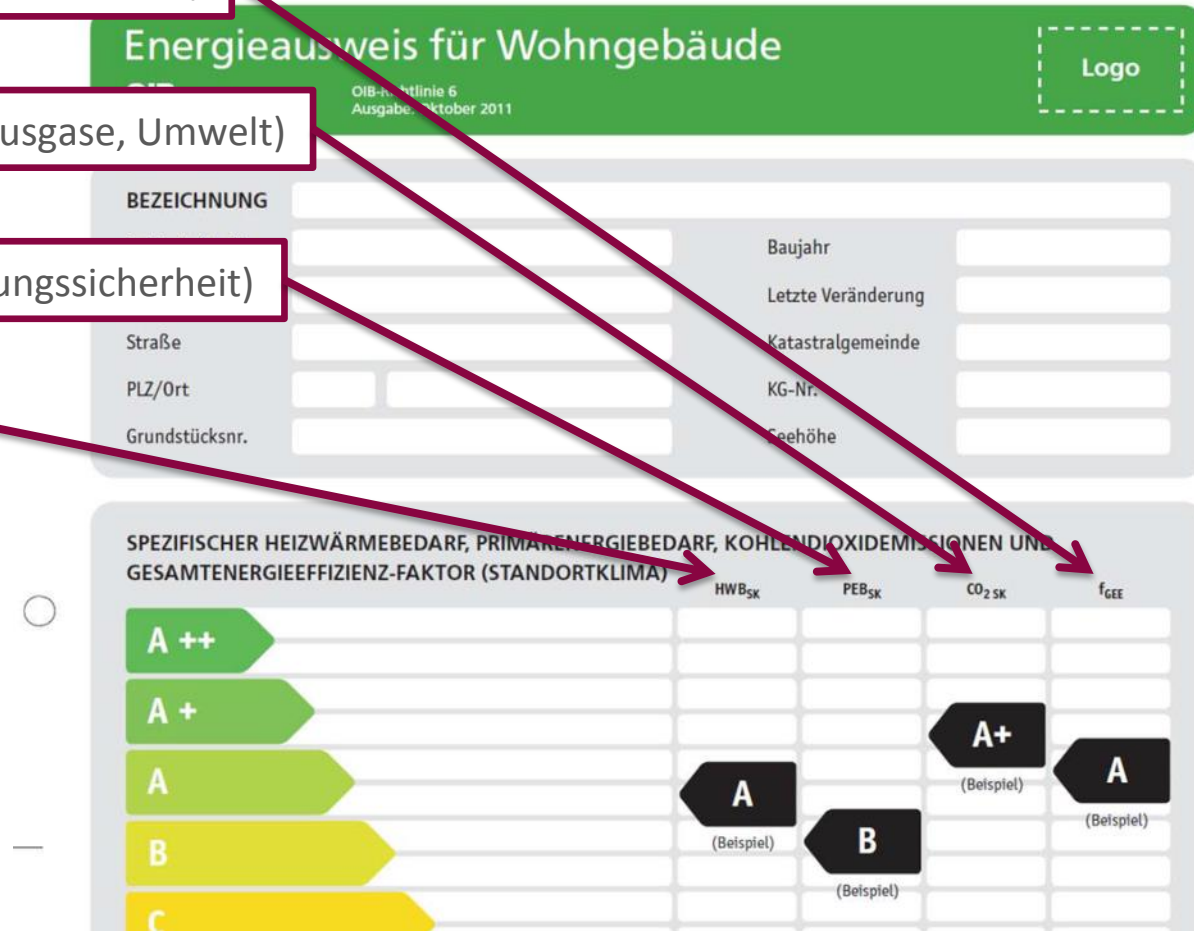 Energieausweis für Wohngebäude
Logo
OIB-Richtlinie 6
Ausgabe: Oktober 2011
usgase, Umwelt)
BEZEICHNUNG
Baujahr
ungssicherheit)
Letzte Veränderung
Straße
Katastralgemeinde
PLZ/Ort
KG-Nr.
Grundstücksnr.
Seehöhe
SPEZIFISCHER HEIZWÄRMEBEDARF, PRIMÄRENERGIEBEDARF, KOHLENDIOXIDEMISSIONEN UND
GESAMTENERGIEEFFIZIENZ-FAKTOR (STANDORTKLIMA)
HWBSK PEBSK CO2 SK fGEE
A ++
A +
A+
(Beispiel)
A
A
(Beispiel)
A
(Beispiel)
B
B
(Beispiel)
C